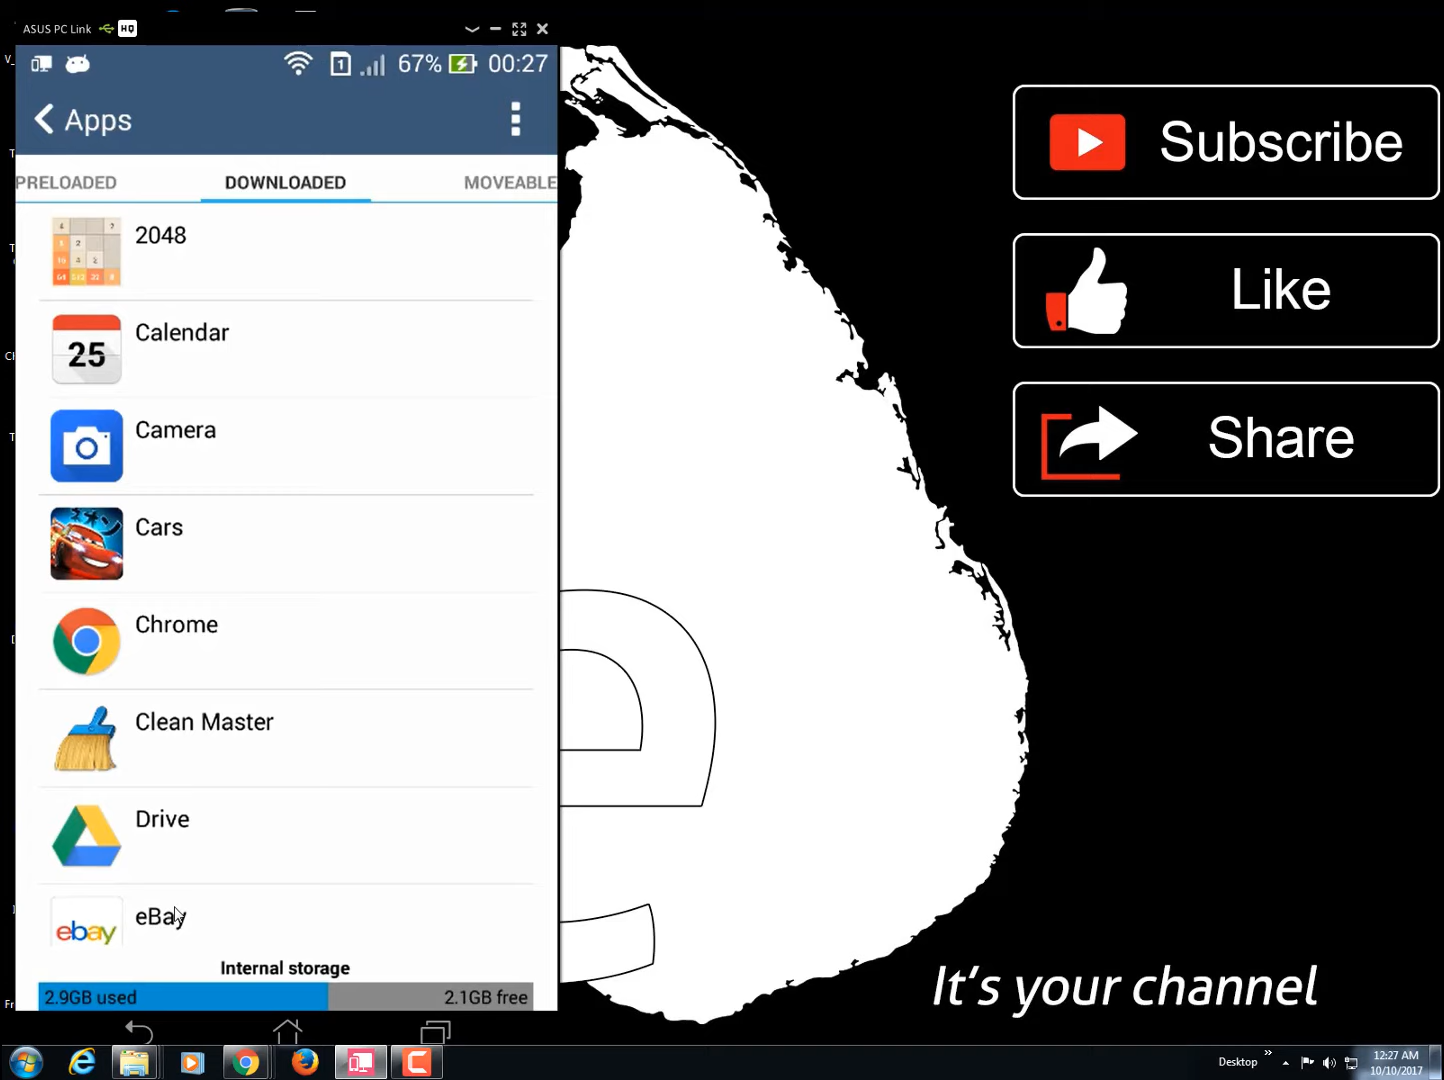 ASUS PC Link HQ
1 67% 00:27
Apps
PRELOADED DOWNLOADED MOVEABLE
2048
Calendar
25
Camera
Cars
Chrome
Clean Master
Drive
eBay
ebay
Internal storage
2.9GB used 2.1GB free
Subscribe
Like
Share
e
It's your channel
Desktop
12:27 AM
10/10/2017